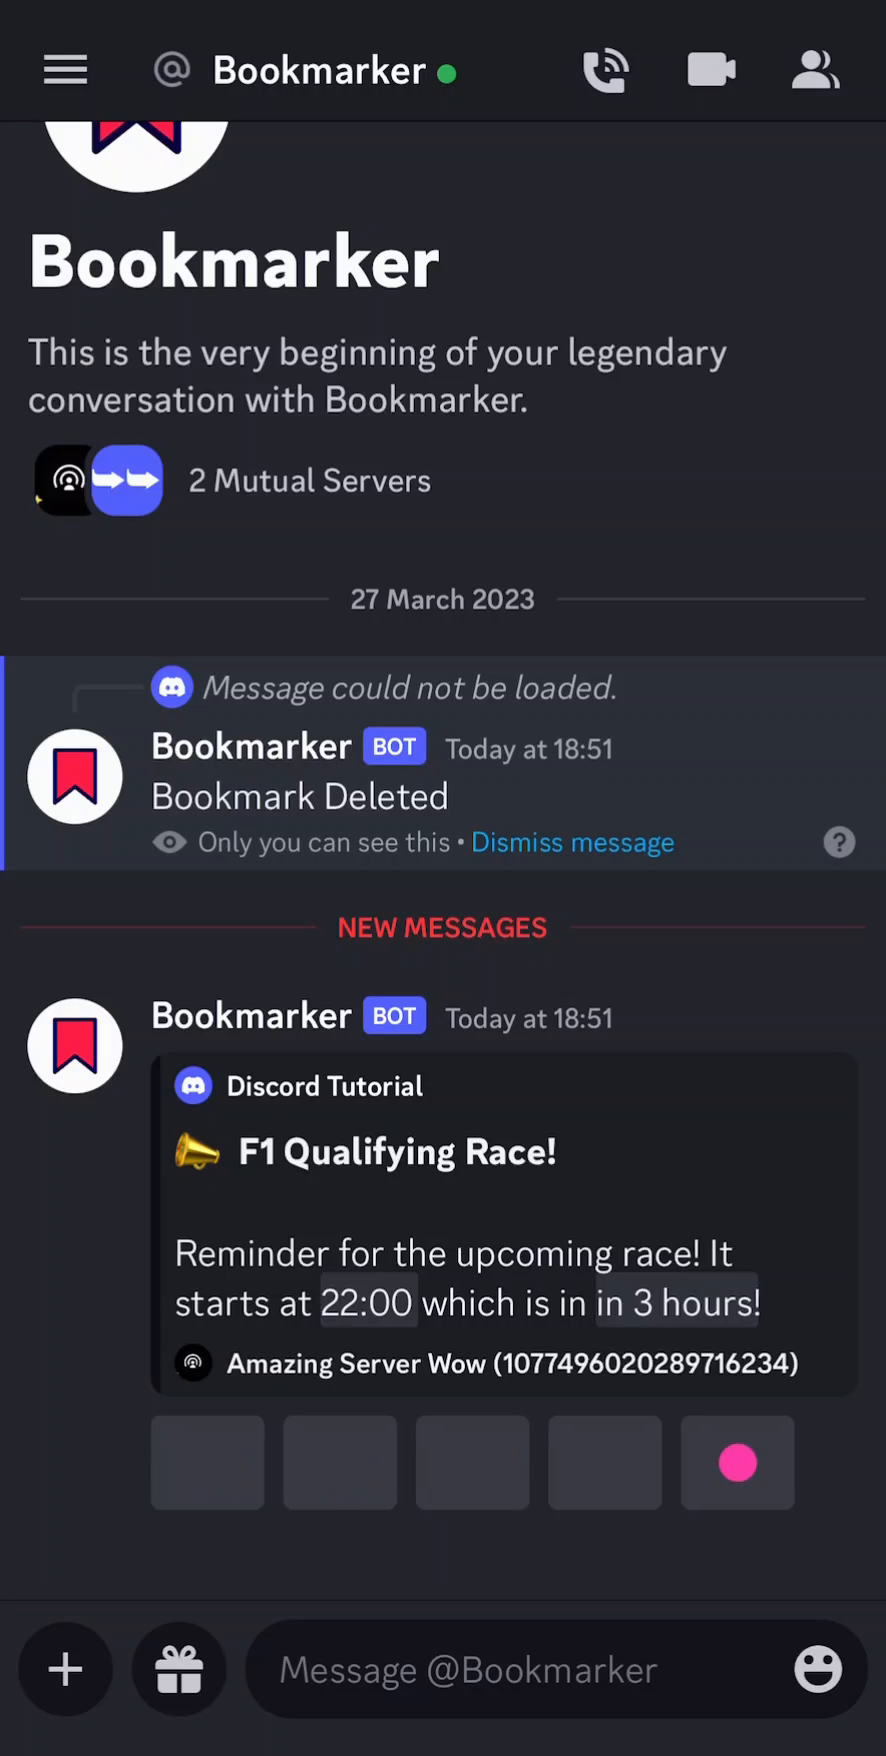 @ Bookmarker
Bookmarker
This is the very beginning of your legendary
conversation with Bookmarker.
2 Mutual Servers
27 March 2023
Message could not be loaded.
Bookmarker BOT Today at 18:51
Bookmark Deleted
Only you can see this • Dismiss message ?
NEW MESSAGES
Bookmarker BOT Today at 18:51
Discord Tutorial
F1 Qualifying Race!
Reminder for the upcoming race! It
starts at 22:00 which is in in 3 hours!
Amazing Server Wow (1077496020289716234)
Message @Bookmarker